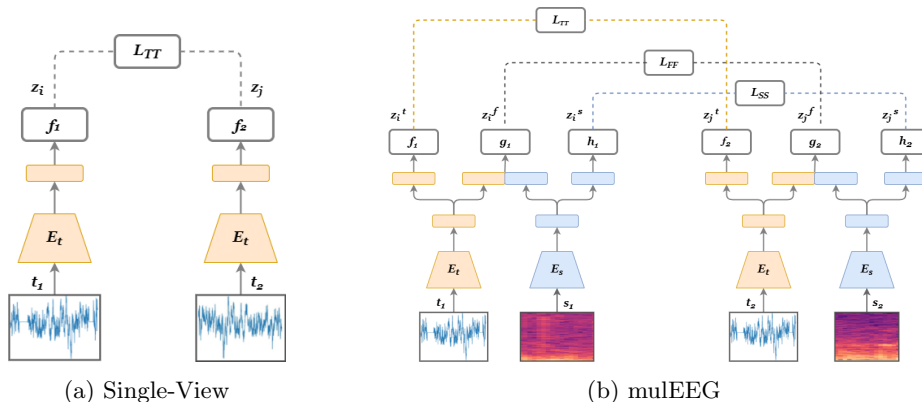 L_TT
z_i z_j
f_1 f_2
E_t E_t
t_1 t_2
(a) Single-View
L_TT
L_FF
L_SS
z_i^t z_i^f z_i^s z_j^t z_j^f z_j^s
f_1 g_1 h_1 f_2 g_2 h_2
E_t E_s E_t E_s
t_1 s_1 t_2 s_2
(b) mulEEG